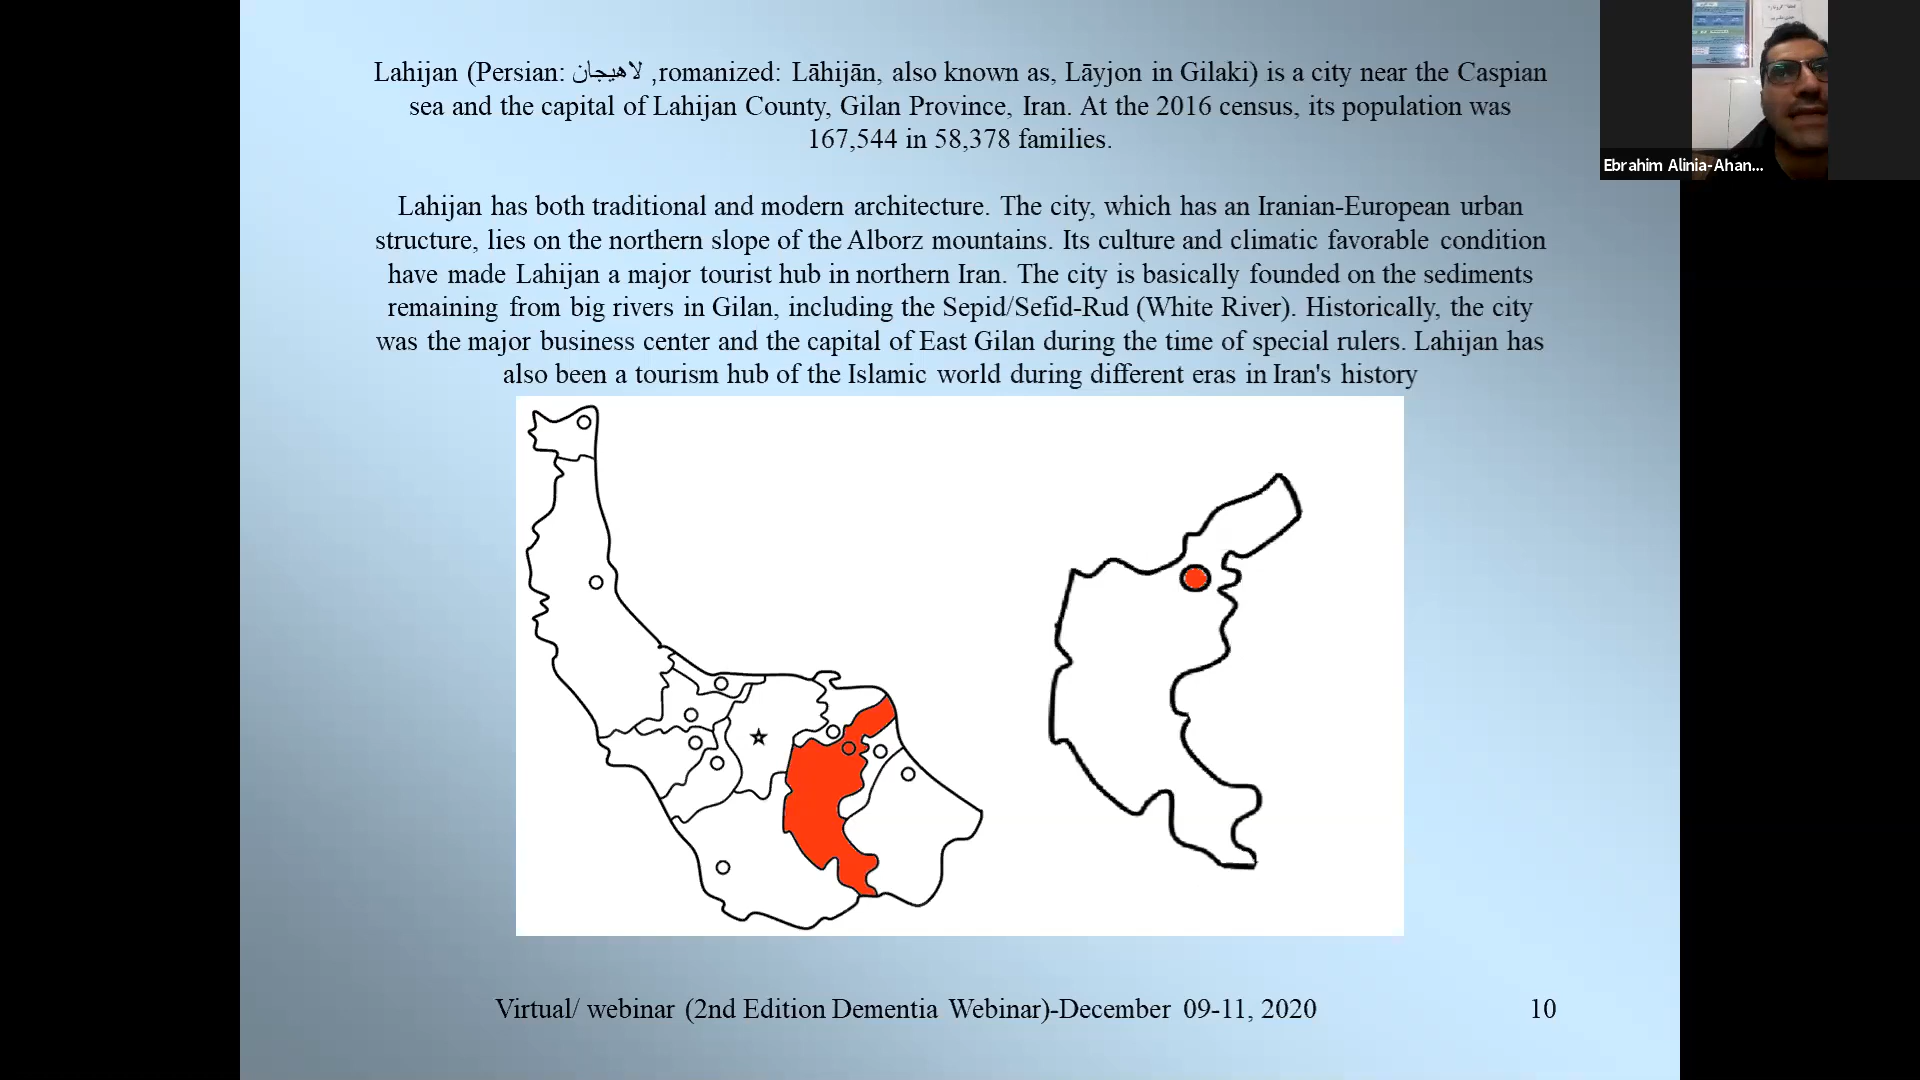 Lahijan (Persian: لاهیجان ,romanized: Lāhijān, also known as, Lāyjon in Gilaki) is a city near the Caspian
sea and the capital of Lahijan County, Gilan Province, Iran. At the 2016 census, its population was
167,544 in 58,378 families.
Lahijan has both traditional and modern architecture. The city, which has an Iranian-European urban
structure, lies on the northern slope of the Alborz mountains. Its culture and climatic favorable condition
have made Lahijan a major tourist hub in northern Iran. The city is basically founded on the sediments
remaining from big rivers in Gilan, including the Sepid/Sefid-Rud (White River). Historically, the city
was the major business center and the capital of East Gilan during the time of special rulers. Lahijan has
also been a tourism hub of the Islamic world during different eras in Iran's history
Virtual/ webinar (2nd Edition Dementia Webinar)-December 09-11, 2020
10
Ebrahim Alinia-Ahan...